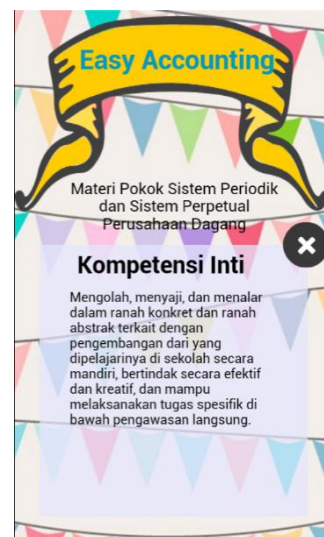 Easy Accounting
Materi Pokok Sistem Periodik
dan Sistem Perpetual
Perusahaan Dagang
Kompetensi Inti
Mengolah, menyaji, dan menalar
dalam ranah konkret dan ranah
abstrak terkait dengan
pengembangan dari yang
dipelajarinya di sekolah secara
mandiri, bertindak secara efektif
dan kreatif, dan mampu
melaksanakan tugas spesifik di
bawah pengawasan langsung.